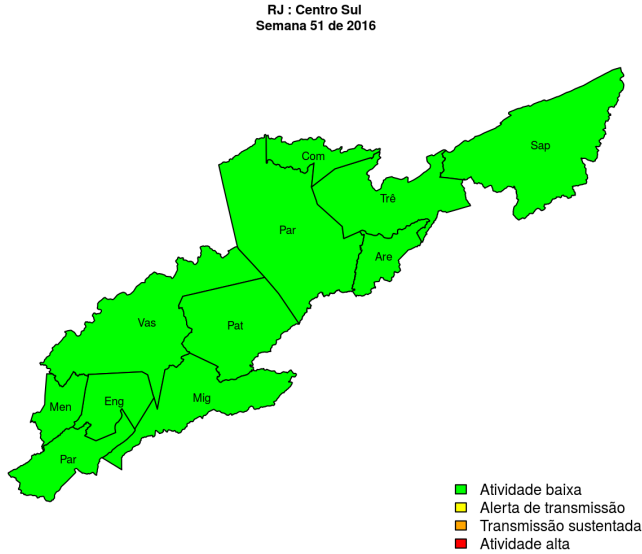 RJ : Centro Sul
Semana 51 de 2016
Sap
Com
Trê
Par
Are
Vas
Pat
Men
Eng
Mig
Par
Atividade baixa
Alerta de transmissão
Transmissão sustentada
Atividade alta